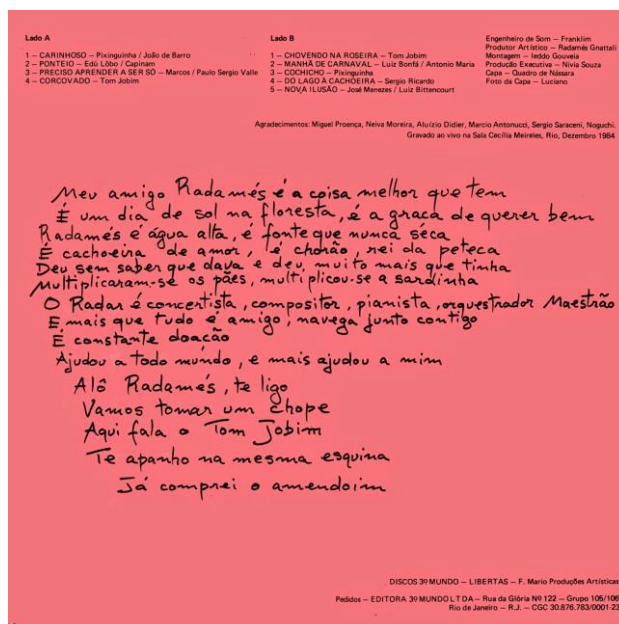 Lado A
1 – CARINHOSO – Pixinguinha / João de Barro
2 – PONTEIO – Edù Lôbo / Capinam
3 – PRECISO APRENDER A SER SÓ – Marcos / Paulo Sergio Valle
4 – CORCOVADO – Tom Jobim
Lado B
1 – CHOVENDO NA ROSEIRA – Tom Jobim
2 – MANHÃ DE CARNAVAL – Luiz Bonfá / Antonio Maria
3 – COCHICHO – Pixinguinha
4 – DO LAGO À CACHOEIRA – Sergio Ricardo
5 – NOVA ILUSÃO – José Menezes / Luiz Bittencourt
Engenheiro de Som – Franklim
Produtor Artístico – Radamés Gnattali
Montagem – Ieddo Gouveia
Produção Executiva – Nivia Souza
Capa – Quadro de Nássara
Foto da Capa – Luciano
Agradecimentos: Miguel Proença, Neiva Moreira, Aluízio Didier, Marcio Antonucci, Sergio Saraceni, Noguchi.
Gravado ao vivo na Sala Cecília Meireles, Rio, Dezembro 1984
Meu amigo Radamés é a coisa melhor que tem
É um dia de sol na floresta, é a graça de querer bem
Radamés é água alta, é fonte que nunca séca
É cachoeira de amor, é chorão, rei da peteca
Deu sem saber que dava e deu muito mais que tinha
Multiplicaram-se os pães, multiplicou-se a sardinha
O Radar é concertista, compositor, pianista, orquestrador Maestrão
E mais que tudo é amigo, navega junto contigo
É constante doação
Ajudou a todo mundo, e mais ajudou a mim
Alô Radamés, te ligo
Vamos tomar um chope
Aqui fala o Tom Jobim
Te apanho na mesma esquina
Já comprei o amendoim
DISCOS 3º MUNDO – LIBERTAS – F. Mario Produções Artísticas
Pedidos – EDITORA 3º MUNDO LTDA – Rua da Glória Nº 122 – Grupo 105/106
Rio de Janeiro – R.J. – CGC 30.876.783/0001-23